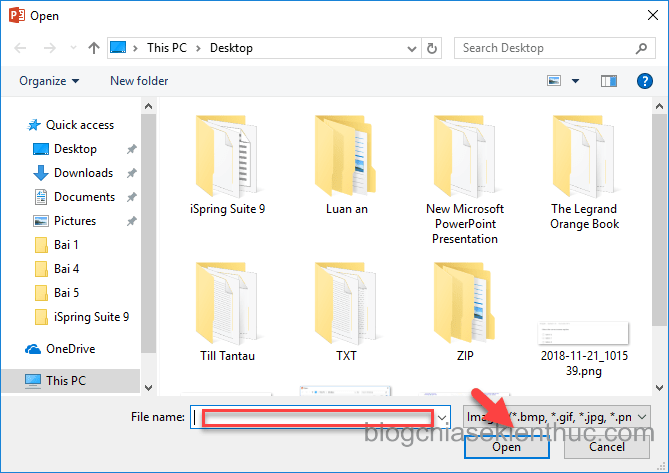 Open
This PC > Desktop
Search Desktop
Organize
New folder
Quick access
Desktop
Downloads
Documents
Pictures
Bai 1
Bai 4
Bai 5
iSpring Suite 9
OneDrive
This PC
iSpring Suite 9
Luan an
New Microsoft
PowerPoint
Presentation
The Legrand
Orange Book
Till Tantau
TXT
ZIP
2018-11-21_1015
39.png
File name:
(*.bmp, *.gif, *.jpg, *.pn
Open
Cancel
blogchiasekienthuc.com